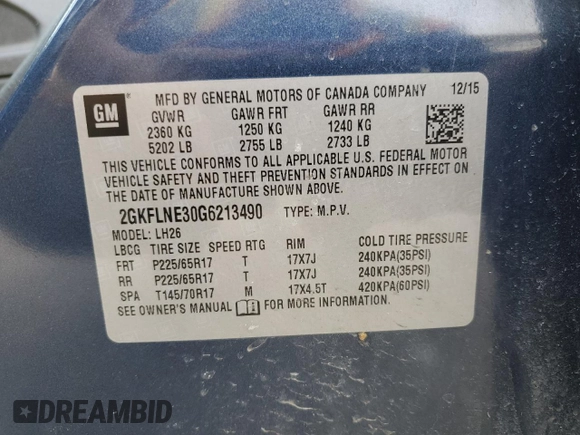 GM
MFD BY GENERAL MOTORS OF CANADA COMPANY 12/15
GVWR GAWR FRT GAWR RR
2360 KG 1250 KG 1240 KG
5202 LB 2755 LB 2733 LB
THIS VEHICLE CONFORMS TO ALL APPLICABLE U.S. FEDERAL MOTOR
VEHICLE SAFETY AND THEFT PREVENTION STANDARDS IN EFFECT ON
THE DATE OF MANUFACTURE SHOWN ABOVE.
2GKFLNE30G6213490 TYPE: M.P.V.
MODEL: LH26
LBCG TIRE SIZE SPEED RTG RIM COLD TIRE PRESSURE
FRT P225/65R17 T 17X7J 240KPA(35PSI)
RR P225/65R17 T 17X7J 240KPA(35PSI)
SPA T145/70R17 M 17X4.5T 420KPA(60PSI)
SEE OWNER'S MANUAL FOR MORE INFORMATION.
DREAMBID